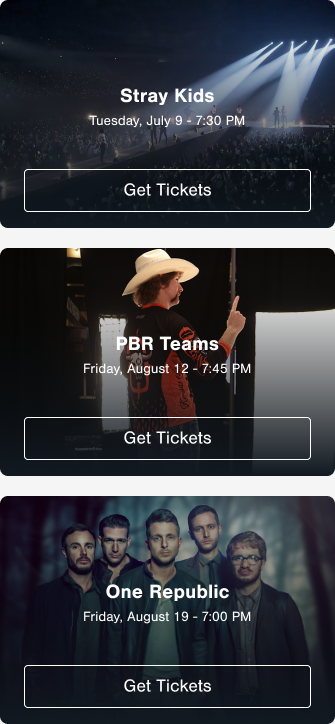 Stray Kids
Tuesday, July 9 - 7:30 PM
Get Tickets
PBR Teams
Friday, August 12 - 7:45 PM
Get Tickets
One Republic
Friday, August 19 - 7:00 PM
Get Tickets